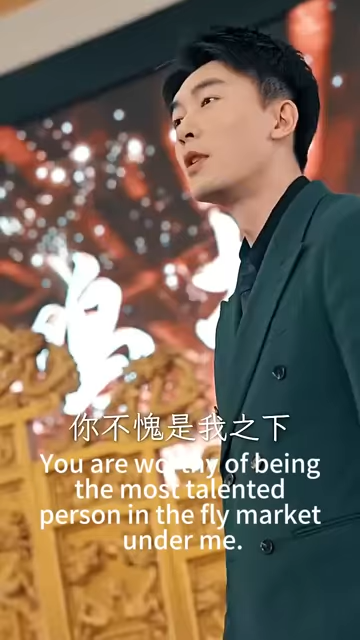 你不愧是我之下
You are worthy of being
the most talented
person in the fly market
under me.